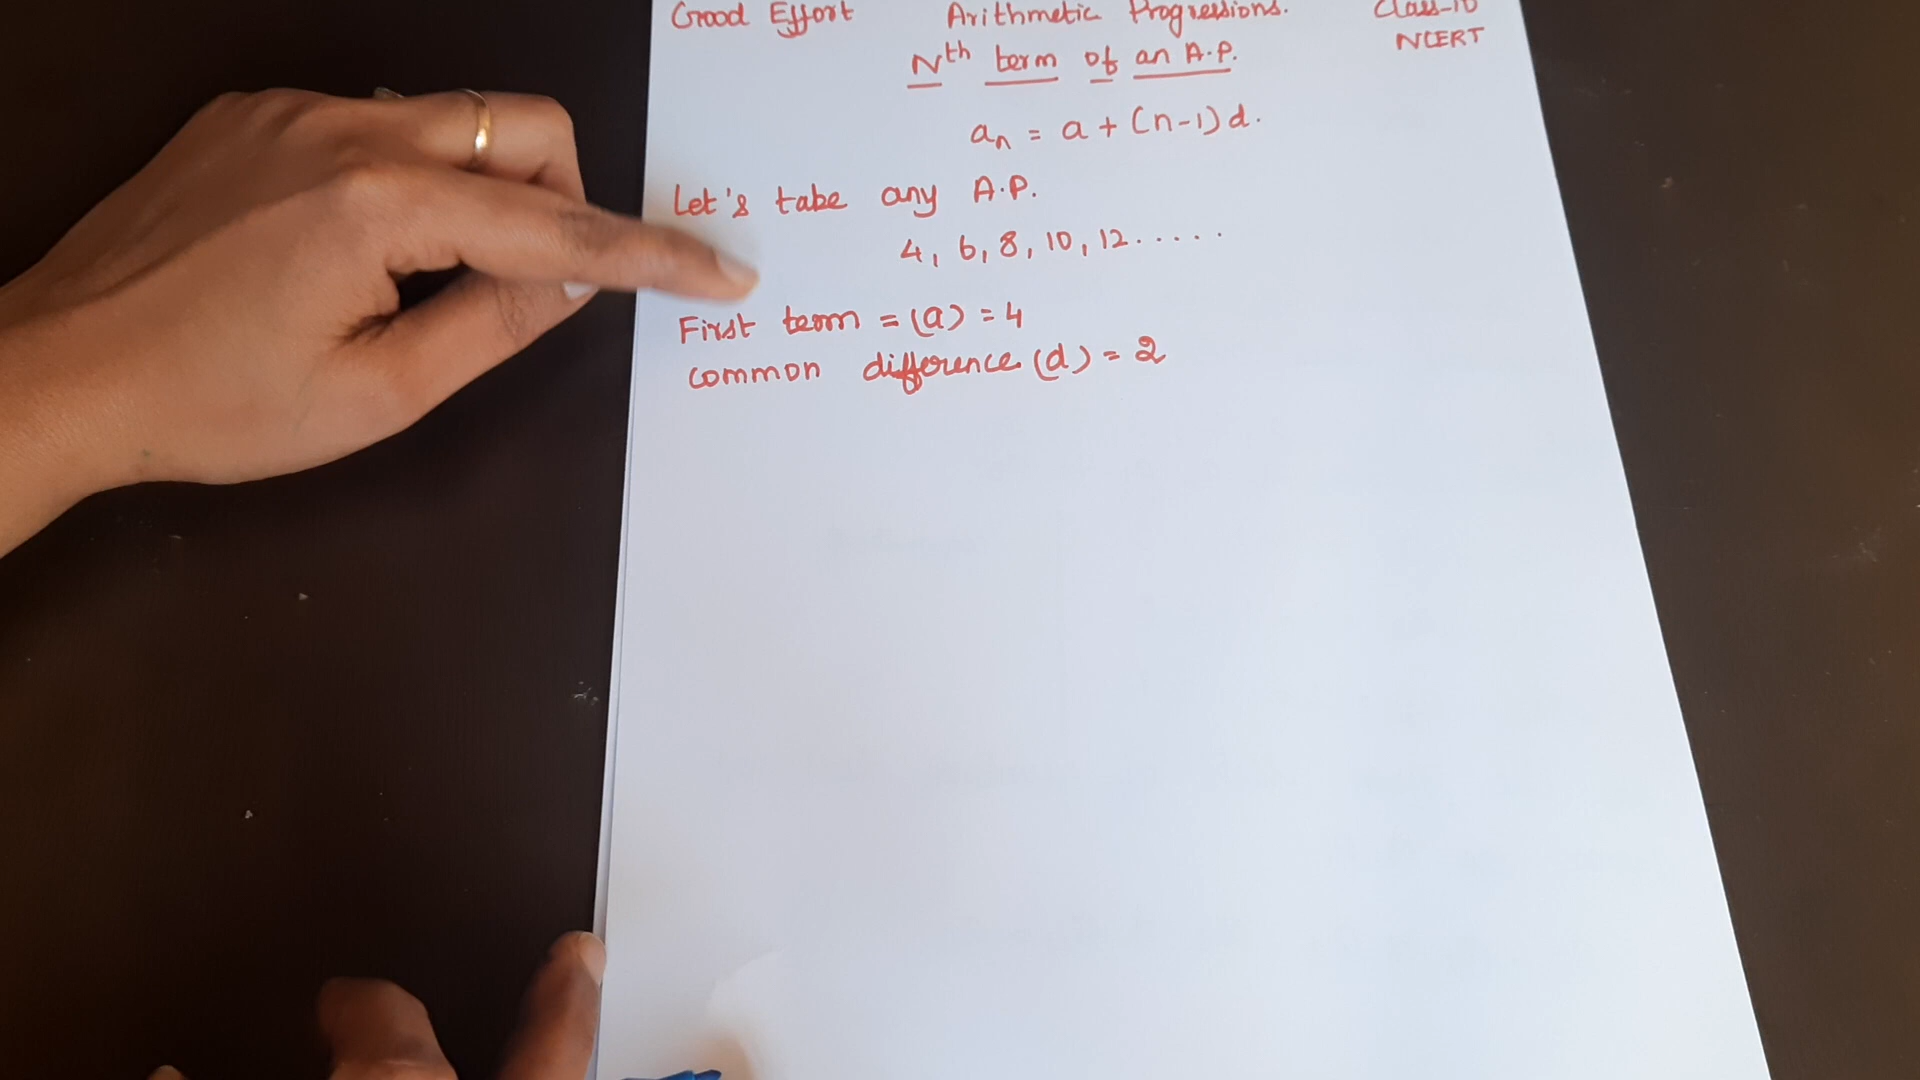 Good Effort Arithmetic Progressions. Class-10
NCERT
Nth term of an A.P.
an = a + (n-1) d.
Let's take any A.P.
4, 6, 8, 10, 12.....
First term = (a) = 4
common difference (d) = 2